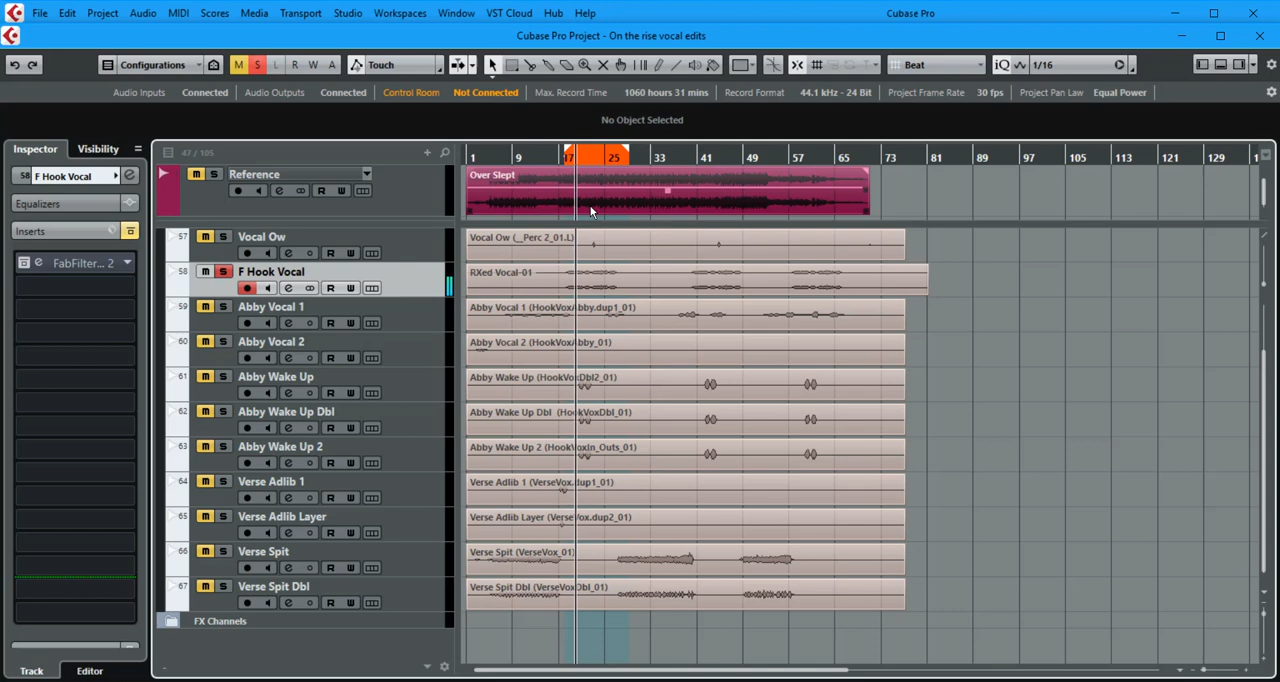 File Edit Project Audio MIDI Scores Media Transport Studio Workspaces Window VST Cloud Hub Help Cubase Pro
Cubase Pro Project - On the rise vocal edits
Configurations M S L R W A Touch Beat iQ 1/16
Audio Inputs Connected Audio Outputs Connected Control Room Not Connected Max. Record Time 1060 hours 31 mins Record Format 44.1 kHz - 24 Bit Project Frame Rate 30 fps Project Pan Law Equal Power
No Object Selected
Inspector Visibility 47 / 105 1 9 17 25 33 41 49 57 65 73 81 89 97 105 113 121 129
58 F Hook Vocal e
m S Reference Over Slept
e R W
Equalizers
Inserts
57 m S Vocal Ow Vocal Ow (__Perc 2_01.L)
e R W
FabFilter... 2
58 m S F Hook Vocal RXed Vocal-01
e R W
59 m S Abby Vocal 1 Abby Vocal 1 (HookVoxAbby.dup1_01)
e R W
60 m S Abby Vocal 2 Abby Vocal 2 (HookVoxAbby_01)
e R W
61 m S Abby Wake Up Abby Wake Up (HookVoxDbl2_01)
e R W
62 m S Abby Wake Up Dbl Abby Wake Up Dbl (HookVoxDbl_01)
e R W
63 m S Abby Wake Up 2 Abby Wake Up 2 (HookVoxIn_Outs_01)
e R W
64 m S Verse Adlib 1 Verse Adlib 1 (VerseVox.dup1_01)
e R W
65 m S Verse Adlib Layer Verse Adlib Layer (VerseVox.dup2_01)
e R W
66 m S Verse Spit Verse Spit (VerseVox_01)
e R W
67 m S Verse Spit Dbl Verse Spit Dbl (VerseVoxDbl_01)
e R W
FX Channels
Track Editor